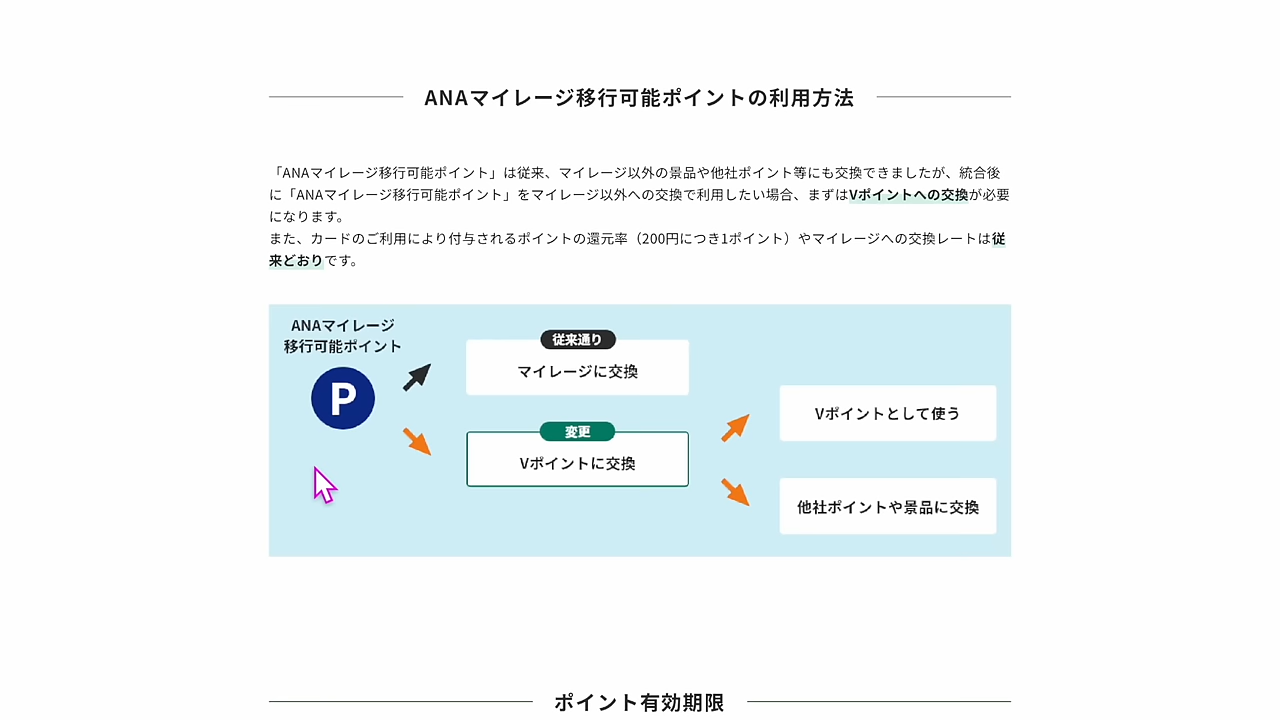 ANAマイレージ移行可能ポイントの利用方法
「ANAマイレージ移行可能ポイント」は従来、マイレージ以外の景品や他社ポイント等にも交換できましたが、統合後
に「ANAマイレージ移行可能ポイント」をマイレージ以外への交換で利用したい場合、まずはVポイントへの交換が必要
になります。
また、カードのご利用により付与されるポイントの還元率（200円につき1ポイント）やマイレージへの交換レートは従
来どおりです。
ANAマイレージ
移行可能ポイント
P
従来通り
マイレージに交換
変更
Vポイントに交換
Vポイントとして使う
他社ポイントや景品に交換
ポイント有効期限